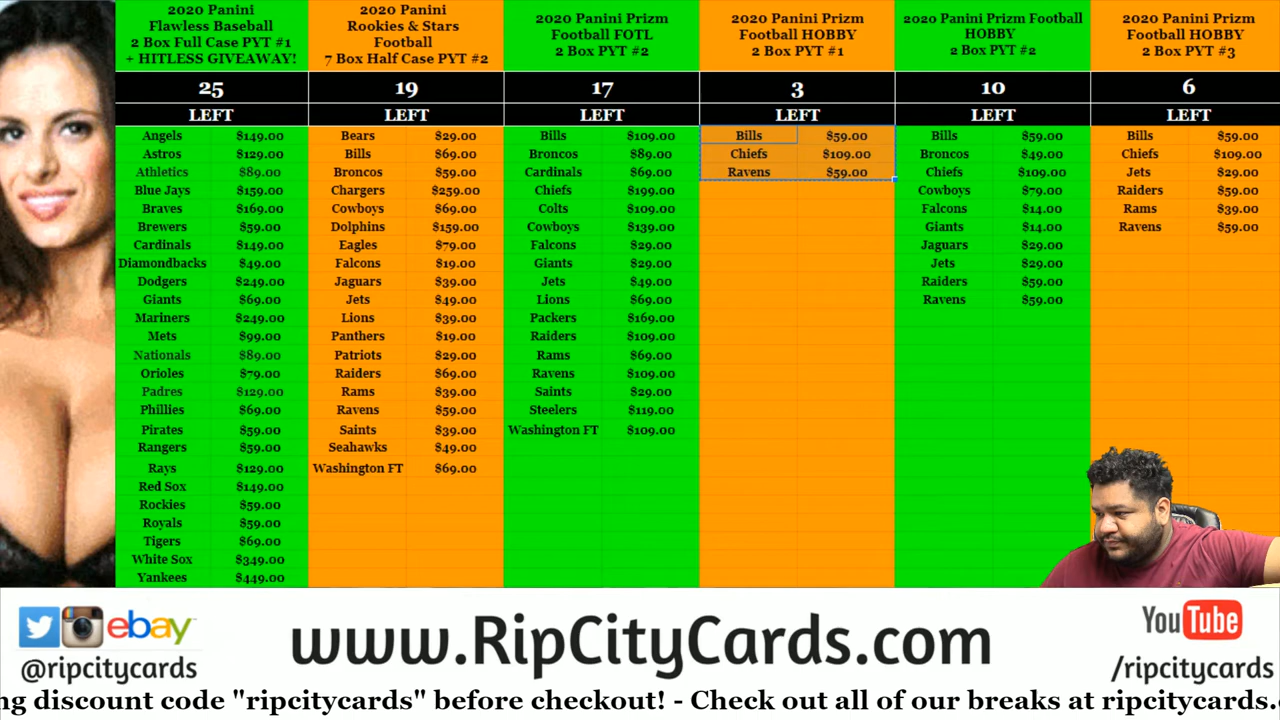 2020 Panini
Flawless Baseball
2 Box Full Case PYT #1
+ HITLESS GIVEAWAY!
25
LEFT
Angels $149.00
Astros $129.00
Athletics $89.00
Blue Jays $159.00
Braves $169.00
Brewers $59.00
Cardinals $149.00
Diamondbacks $49.00
Dodgers $249.00
Giants $69.00
Mariners $249.00
Mets $99.00
Nationals $89.00
Orioles $79.00
Padres $129.00
Phillies $69.00
Pirates $59.00
Rangers $59.00
Rays $129.00
Red Sox $149.00
Rockies $59.00
Royals $59.00
Tigers $69.00
White Sox $349.00
Yankees $449.00
2020 Panini
Rookies & Stars
Football
7 Box Half Case PYT #2
19
LEFT
Bears $29.00
Bills $69.00
Broncos $59.00
Chargers $259.00
Cowboys $69.00
Dolphins $159.00
Eagles $79.00
Falcons $19.00
Jaguars $39.00
Jets $49.00
Lions $39.00
Panthers $19.00
Patriots $29.00
Raiders $69.00
Rams $39.00
Ravens $59.00
Saints $39.00
Seahawks $49.00
Washington FT $69.00
2020 Panini Prizm
Football FOTL
2 Box PYT #2
17
LEFT
Bills $109.00
Broncos $89.00
Cardinals $69.00
Chiefs $199.00
Colts $109.00
Cowboys $139.00
Falcons $29.00
Giants $29.00
Jets $49.00
Lions $69.00
Packers $169.00
Raiders $109.00
Rams $69.00
Ravens $109.00
Saints $29.00
Steelers $119.00
Washington FT $109.00
2020 Panini Prizm
Football HOBBY
2 Box PYT #1
3
LEFT
Bills $59.00
Chiefs $109.00
Ravens $59.00
2020 Panini Prizm Football
HOBBY
2 Box PYT #2
10
LEFT
Bills $59.00
Broncos $49.00
Chiefs $109.00
Cowboys $79.00
Falcons $14.00
Giants $14.00
Jaguars $29.00
Jets $29.00
Raiders $59.00
Ravens $59.00
2020 Panini Prizm
Football HOBBY
2 Box PYT #3
6
LEFT
Bills $59.00
Chiefs $109.00
Jets $29.00
Raiders $59.00
Rams $39.00
Ravens $59.00
ebay
@ripcitycards
www.RipCityCards.com
YouTube
/ripcitycards
ng discount code "ripcitycards" before checkout! - Check out all of our breaks at ripcitycards.